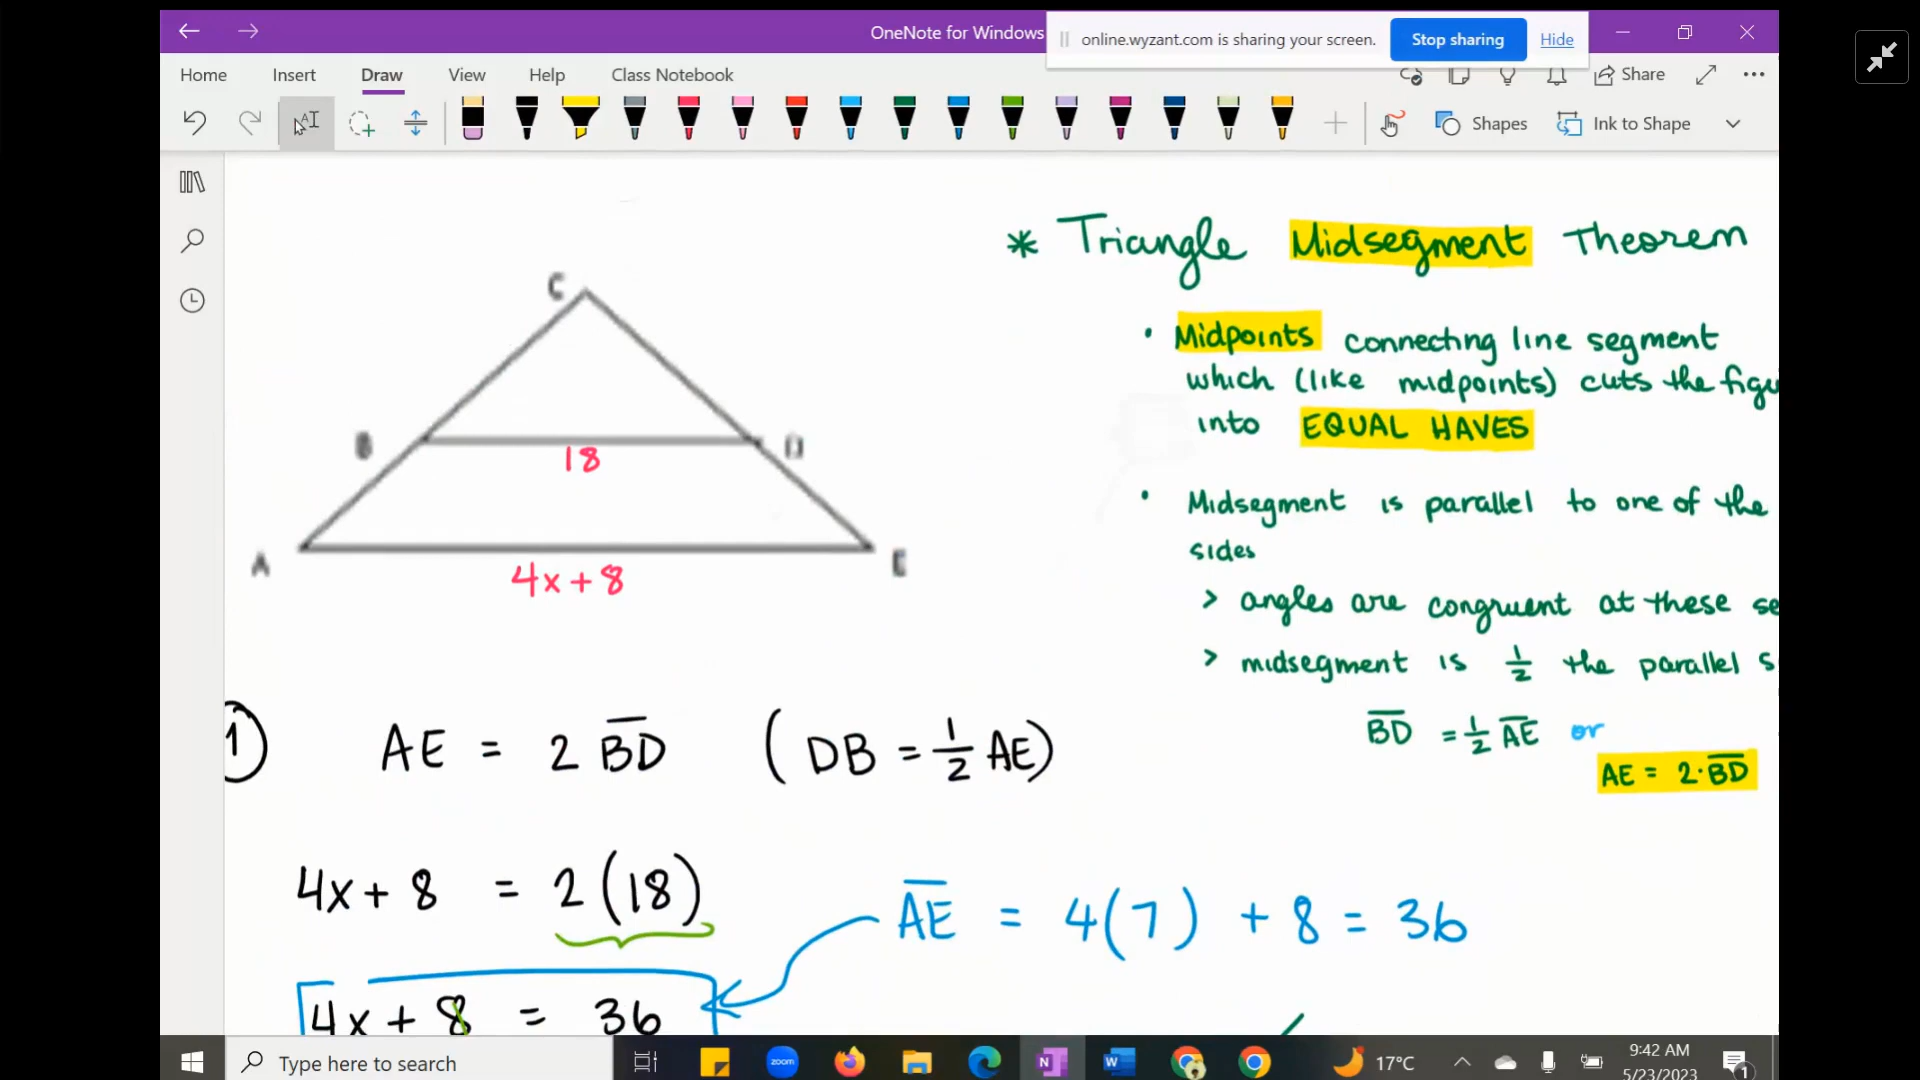 OneNote for Windows
online.wyzant.com is sharing your screen.
Stop sharing
Hide
Home Insert Draw View Help Class Notebook
Share
Shapes
Ink to Shape
* Triangle Midsegment Theorem
C
• Midpoints connecting line segment
which (like midpoints) cuts the figu
into EQUAL HAVES
B
D
18
• Midsegment is parallel to one of the
sides
A
E
4x + 8
> angles are congruent at these se
> midsegment is 1/2 the parallel s
BD = 1/2 AE or
AE = 2·BD
1 AE = 2 BD (DB = 1/2 AE)
4x + 8 = 2(18)
AE = 4(7) + 8 = 36
4x + 8 = 36
Type here to search
zoom
17°C
9:42 AM
5/23/2023
1